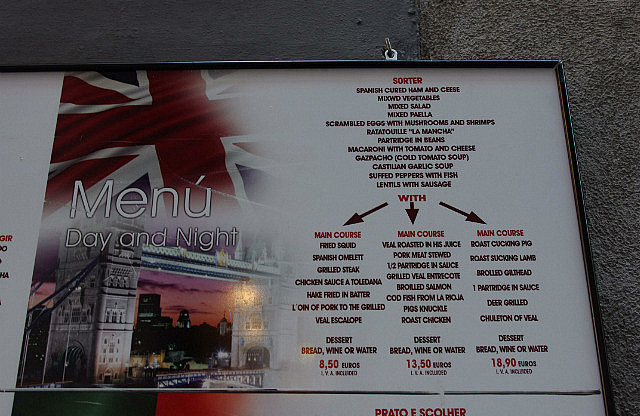 SORTER
SPANISH CURED HAM AND CEESE
MIXWD VEGETABLES
MIXED SALAD
MIXED PAELLA
SCRAMBLED EGGS WITH MUSHROOMS AND SHRIMPS
RATATOUILLE "LA MANCHA"
PARTRIDGE IN BEANS
MACARONI WITH TOMATO AND CHEESE
GAZPACHO (COLD TOMATO SOUP)
CASTILIAN GARLIC SOUP
SUFFED PEPPERS WITH FISH
LENTILS WITH SAUSAGE
WITH
Menú
Day and Night
MAIN COURSE
FRIED SQUID
SPANISH OMELETT
GRILLED STEAK
CHICKEN SAUCE A TOLEDANA
HAKE FRIED IN BATTER
L´OIN OF PORK TO THE GRILLED
VEAL ESCALOPE
DESSERT
BREAD, WINE OR WATER
8,50 EUROS
I.V.A. INCLUDED
MAIN COURSE
VEAL ROASTED IN HIS JUICE
PORK MEAT STEWED
1/2 PARTRIDGE IN SAUCE
GRILLED VEAL ENTRECOTE
BROILLED SALMON
COD FISH FROM LA RIOJA
PIGS KNUCKLE
ROAST CHICKEN
DESSERT
BREAD, WINE OR WATER
13,50 EUROS
I.V.A. INCLUDED
MAIN COURSE
ROAST CUCKING PIG
ROAST SUCKING LAMB
BROLLED GILTHEAD
1 PARTRIDGE IN SAUCE
DEER GRILLED
CHULETON OF VEAL
DESSERT
BREAD, WINE OR WATER
18,90 EUROS
I.V.A. INCLUDED
PRATO E SCOLHER